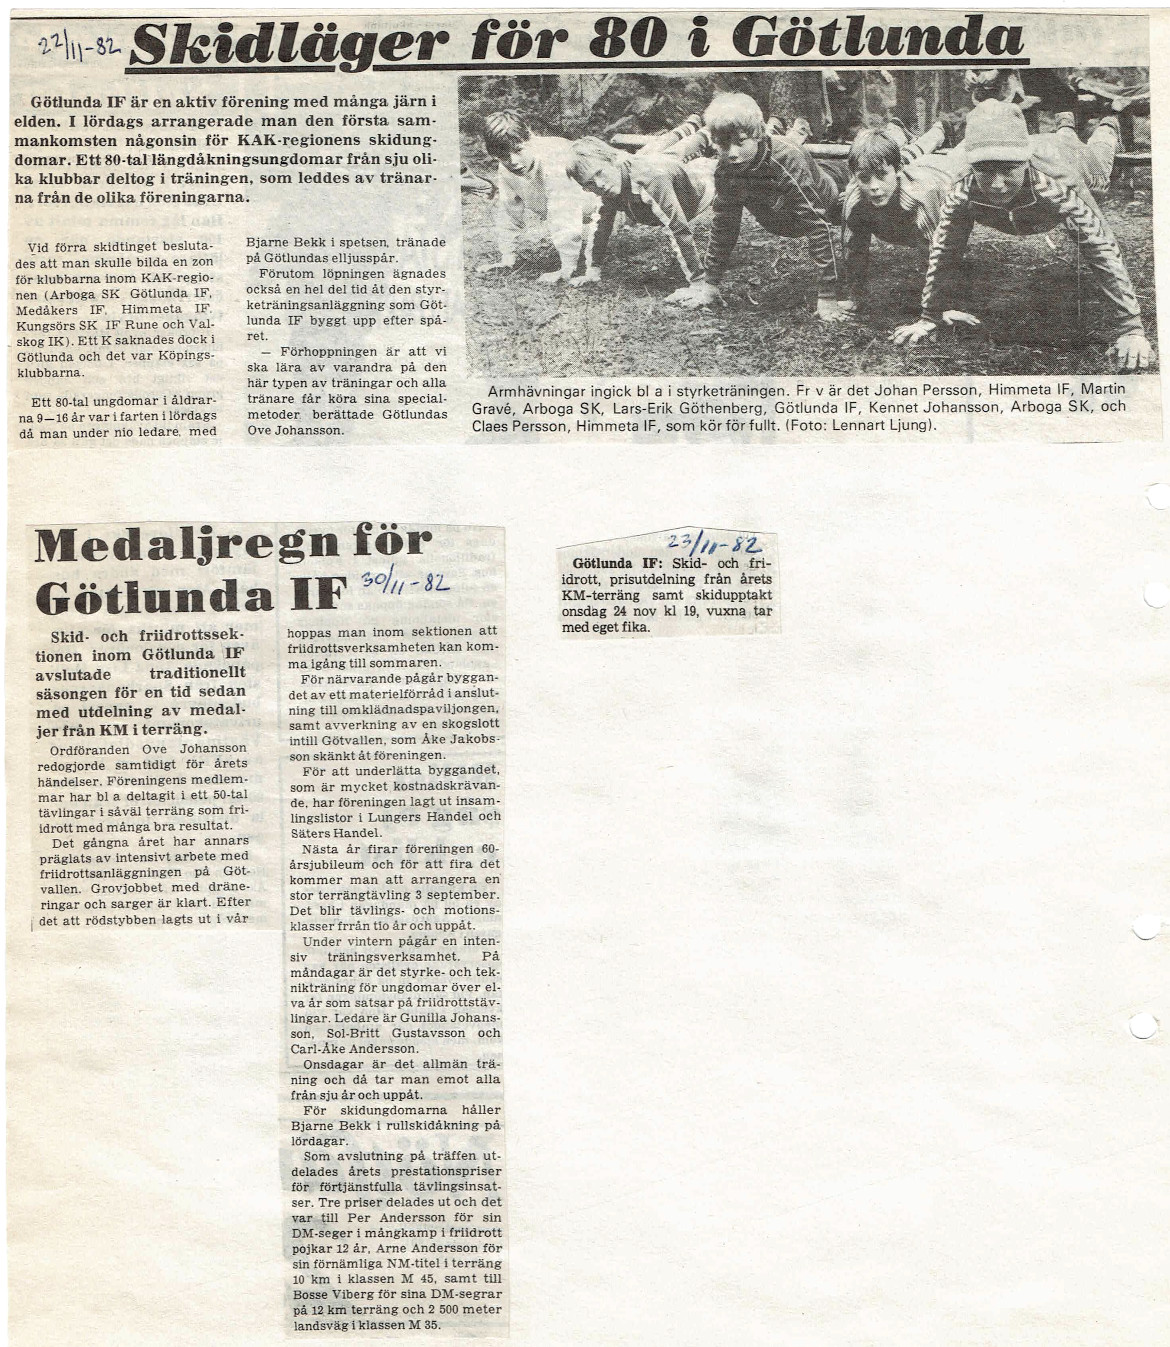 22/11-82
Skidläger för 80 i Götlunda
Götlunda IF är en aktiv förening med många järn i
elden. I lördags arrangerade man den första sam-
mankomsten någonsin för KAK-regionens skidung-
domar. Ett 80-tal längdåkningsungdomar från sju oli-
ka klubbar deltog i träningen, som leddes av tränar-
na från de olika föreningarna.
Vid förra skidtinget besluta-
des att man skulle bilda en zon
för klubbarna inom KAK-regio-
nen (Arboga SK Götlunda IF,
Medåkers IF, Himmeta IF,
Kungsörs SK IF Rune och Val-
skog IK). Ett K saknades dock i
Götlunda och det var Köpings-
klubbarna.
Ett 80-tal ungdomar i åldrar-
na 9—16 år var i farten i lördags
då man under nio ledare, med
Bjarne Bekk i spetsen, tränade
på Götlundas elljusspår.
Förutom löpningen ägnades
också en hel del tid åt den styr-
keträningsanläggning som Göt-
lunda IF byggt upp efter spå-
ret.
— Förhoppningen är att vi
ska lära av varandra på den
här typen av träningar och alla
tränare får köra sina special-
metoder, berättade Götlundas
Ove Johansson.
Armhävningar ingick bl a i styrketräningen. Fr v är det Johan Persson, Himmeta IF, Martin
Gravé, Arboga SK, Lars-Erik Göthenberg, Götlunda IF, Kennet Johansson, Arboga SK, och
Claes Persson, Himmeta IF, som kör för fullt. (Foto: Lennart Ljung).
Medaljregn för
Götlunda IF
30/11-82
Skid- och friidrottssek-
tionen inom Götlunda IF
avslutade traditionellt
säsongen för en tid sedan
med utdelning av medal-
jer från KM i terräng.
Ordföranden Ove Johansson
redogjorde samtidigt för årets
händelser. Föreningens medlem-
mar har bl a deltagit i ett 50-tal
tävlingar i såväl terräng som fri-
idrott med många bra resultat.
Det gångna året har annars
präglats av intensivt arbete med
friidrottsanläggningen på Göt-
vallen. Grovjobbet med dräne-
ringar och sarger är klart. Efter
det att rödstybben lagts ut i vår
hoppas man inom sektionen att
friidrottsverksamheten kan kom-
ma igång till sommaren.
För närvarande pågår byggan-
det av ett materielförråd i anslut-
ning till omklädnadspaviljongen,
samt avverkning av en skogslott
intill Götvallen, som Åke Jakobs-
son skänkt åt föreningen.
För att underlätta byggandet,
som är mycket kostnadskrävan-
de, har föreningen lagt ut insam-
lingslistor i Lungers Handel och
Säters Handel.
Nästa år firar föreningen 60-
årsjubileum och för att fira det
kommer man att arrangera en
stor terrängtävling 3 september.
Det blir tävlings- och motions-
klasser frrån tio år och uppåt.
Under vintern pågår en inten-
siv träningsverksamhet. På
måndagar är det styrke- och tek-
nikträning för ungdomar över el-
va år som satsar på friidrottstäv-
lingar. Ledare är Gunilla Johans-
son, Sol-Britt Gustavsson och
Carl-Åke Andersson.
Onsdagar är det allmän trä-
ning och då tar man emot alla
från sju år och uppåt.
För skidungdomarna håller
Bjarne Bekk i rullskidåkning på
lördagar.
Som avslutning på träffen ut-
delades årets prestationspriser
för förtjänstfulla tävlingsinsat-
ser. Tre priser delades ut och det
var till Per Andersson för sin
DM-seger i mångkamp i friidrott
pojkar 12 år, Arne Andersson för
sin förnämliga NM-titel i terräng
10 km i klassen M 45, samt till
Bosse Viberg för sina DM-segrar
på 12 km terräng och 2 500 meter
landsväg i klassen M 35.
23/11-82
Götlunda IF: Skid- och fri-
idrott, prisutdelning från årets
KM-terräng samt skidupptakt
onsdag 24 nov kl 19, vuxna tar
med eget fika.